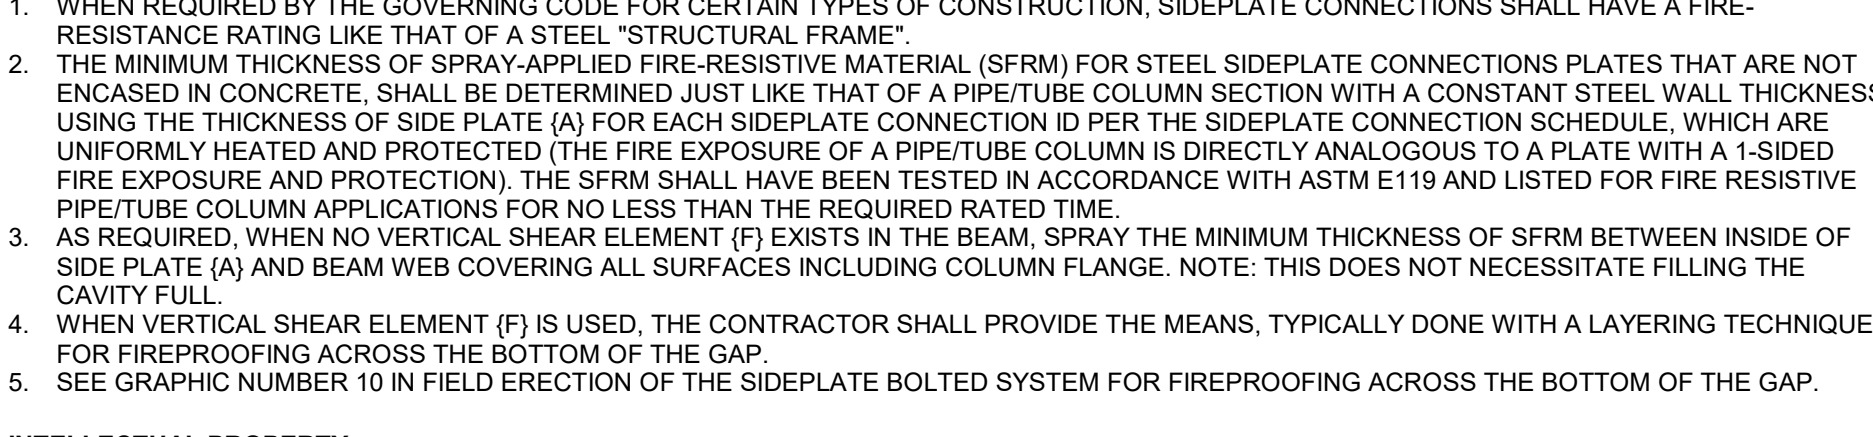 1. WHEN REQUIRED BY THE GOVERNING CODE FOR CERTAIN TYPES OF CONSTRUCTION, SIDEPLATE CONNECTIONS SHALL HAVE A FIRE-
RESISTANCE RATING LIKE THAT OF A STEEL "STRUCTURAL FRAME".
2. THE MINIMUM THICKNESS OF SPRAY-APPLIED FIRE-RESISTIVE MATERIAL (SFRM) FOR STEEL SIDEPLATE CONNECTIONS PLATES THAT ARE NOT
ENCASED IN CONCRETE, SHALL BE DETERMINED JUST LIKE THAT OF A PIPE/TUBE COLUMN SECTION WITH A CONSTANT STEEL WALL THICKNESS
USING THE THICKNESS OF SIDE PLATE {A} FOR EACH SIDEPLATE CONNECTION ID PER THE SIDEPLATE CONNECTION SCHEDULE, WHICH ARE
UNIFORMLY HEATED AND PROTECTED (THE FIRE EXPOSURE OF A PIPE/TUBE COLUMN IS DIRECTLY ANALOGOUS TO A PLATE WITH A 1-SIDED
FIRE EXPOSURE AND PROTECTION). THE SFRM SHALL HAVE BEEN TESTED IN ACCORDANCE WITH ASTM E119 AND LISTED FOR FIRE RESISTIVE
PIPE/TUBE COLUMN APPLICATIONS FOR NO LESS THAN THE REQUIRED RATED TIME.
3. AS REQUIRED, WHEN NO VERTICAL SHEAR ELEMENT {F} EXISTS IN THE BEAM, SPRAY THE MINIMUM THICKNESS OF SFRM BETWEEN INSIDE OF
SIDE PLATE {A} AND BEAM WEB COVERING ALL SURFACES INCLUDING COLUMN FLANGE. NOTE: THIS DOES NOT NECESSITATE FILLING THE
CAVITY FULL.
4. WHEN VERTICAL SHEAR ELEMENT {F} IS USED, THE CONTRACTOR SHALL PROVIDE THE MEANS, TYPICALLY DONE WITH A LAYERING TECHNIQUE
FOR FIREPROOFING ACROSS THE BOTTOM OF THE GAP.
5. SEE GRAPHIC NUMBER 10 IN FIELD ERECTION OF THE SIDEPLATE BOLTED SYSTEM FOR FIREPROOFING ACROSS THE BOTTOM OF THE GAP.
INTELLECTUAL PROPERTY